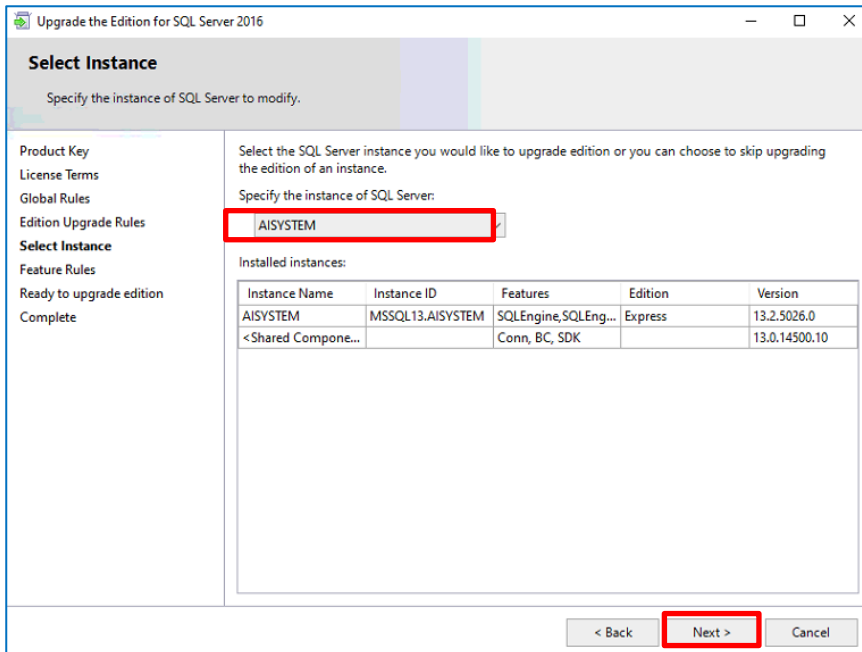 Upgrade the Edition for SQL Server 2016
Select Instance
Specify the instance of SQL Server to modify.
Product Key
License Terms
Global Rules
Edition Upgrade Rules
Select Instance
Feature Rules
Ready to upgrade edition
Complete
Select the SQL Server instance you would like to upgrade edition or you can choose to skip upgrading
the edition of an instance.
Specify the instance of SQL Server:
AISYSTEM
Installed instances:
Instance Name Instance ID Features Edition Version
AISYSTEM MSSQL13.AISYSTEM SQLEngine,SQLEng... Express 13.2.5026.0
<Shared Compone... Conn, BC, SDK 13.0.14500.10
< Back Next > Cancel